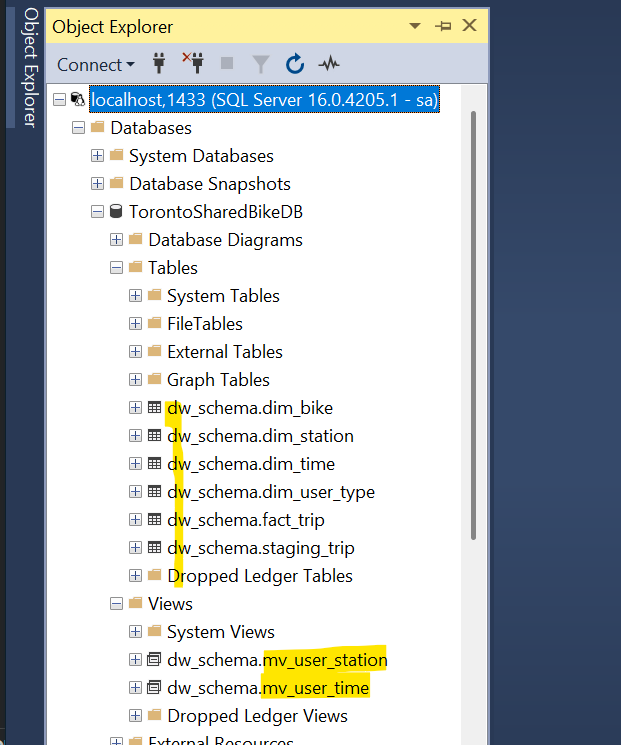 Object Explorer
Object Explorer
Connect
localhost,1433 (SQL Server 16.0.4205.1 - sa)
Databases
System Databases
Database Snapshots
TorontoSharedBikeDB
Database Diagrams
Tables
System Tables
FileTables
External Tables
Graph Tables
dw_schema.dim_bike
dw_schema.dim_station
dw_schema.dim_time
dw_schema.dim_user_type
dw_schema.fact_trip
dw_schema.staging_trip
Dropped Ledger Tables
Views
System Views
dw_schema.mv_user_station
dw_schema.mv_user_time
Dropped Ledger Views
External Resources